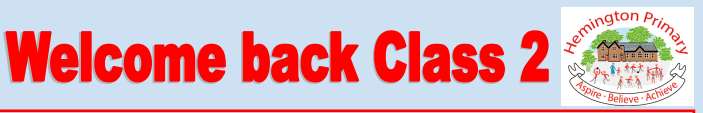 Welcome back Class 2
Hemington Primary
Aspire · Believe · Achieve